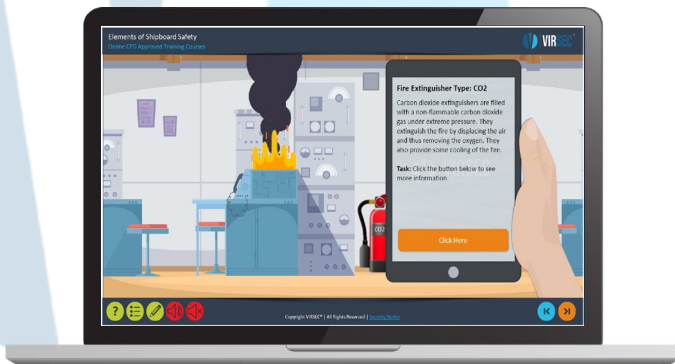 Elements of Shipboard Safety
Online CPD Approved Training Courses
VIRSEC
Fire Extinguisher Type: CO2
Carbon dioxide extinguishers are filled
with a non-flammable carbon dioxide
gas under extreme pressure. They
extinguish the fire by displacing the air
and thus removing the oxygen. They
also provide some cooling of the fire.
Task: Click the button below to see
more information.
CO2
Click Here
?
Copyright VIRSEC® | All Rights Reserved | Security Notice